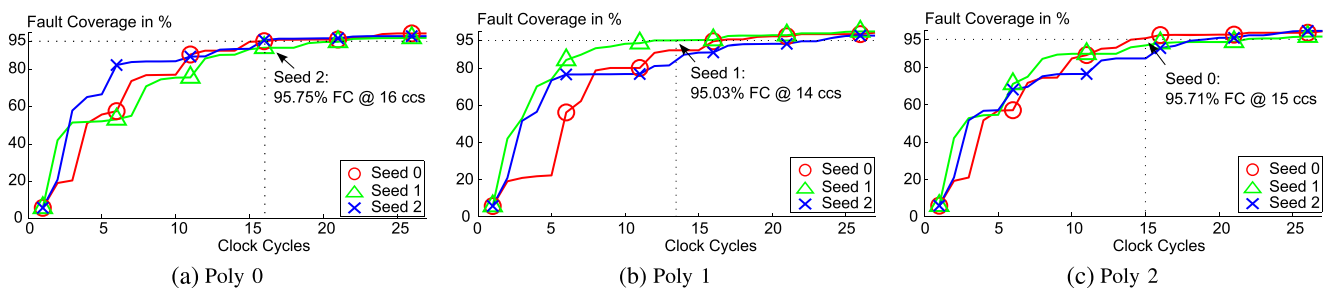 Fault Coverage in %
95
80
60
40
20
0
0 5 10 15 20 25
Clock Cycles
Seed 2:
95.75% FC @ 16 ccs
Seed 0
Seed 1
Seed 2
(a) Poly 0
Fault Coverage in %
95
80
60
40
20
0
0 5 10 15 20 25
Clock Cycles
Seed 1:
95.03% FC @ 14 ccs
Seed 0
Seed 1
Seed 2
(b) Poly 1
Fault Coverage in %
95
80
60
40
20
0
0 5 10 15 20 25
Clock Cycles
Seed 0:
95.71% FC @ 15 ccs
Seed 0
Seed 1
Seed 2
(c) Poly 2